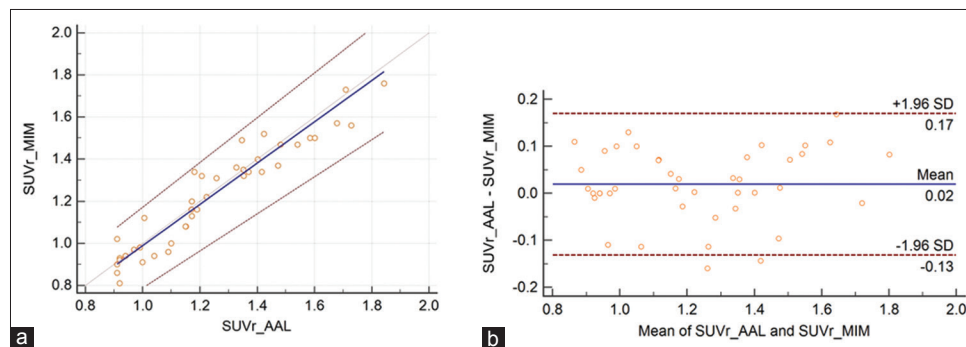 2.0
1.8
1.6
1.4
1.2
1.0
0.8
SUVr_MIM
0.8 1.0 1.2 1.4 1.6 1.8 2.0
SUVr_AAL
a
0.2
0.1
0.0
-0.1
-0.2
SUVr_AAL - SUVr_MIM
+1.96 SD
0.17
Mean
0.02
-1.96 SD
-0.13
0.8 1.0 1.2 1.4 1.6 1.8 2.0
Mean of SUVr_AAL and SUVr_MIM
b